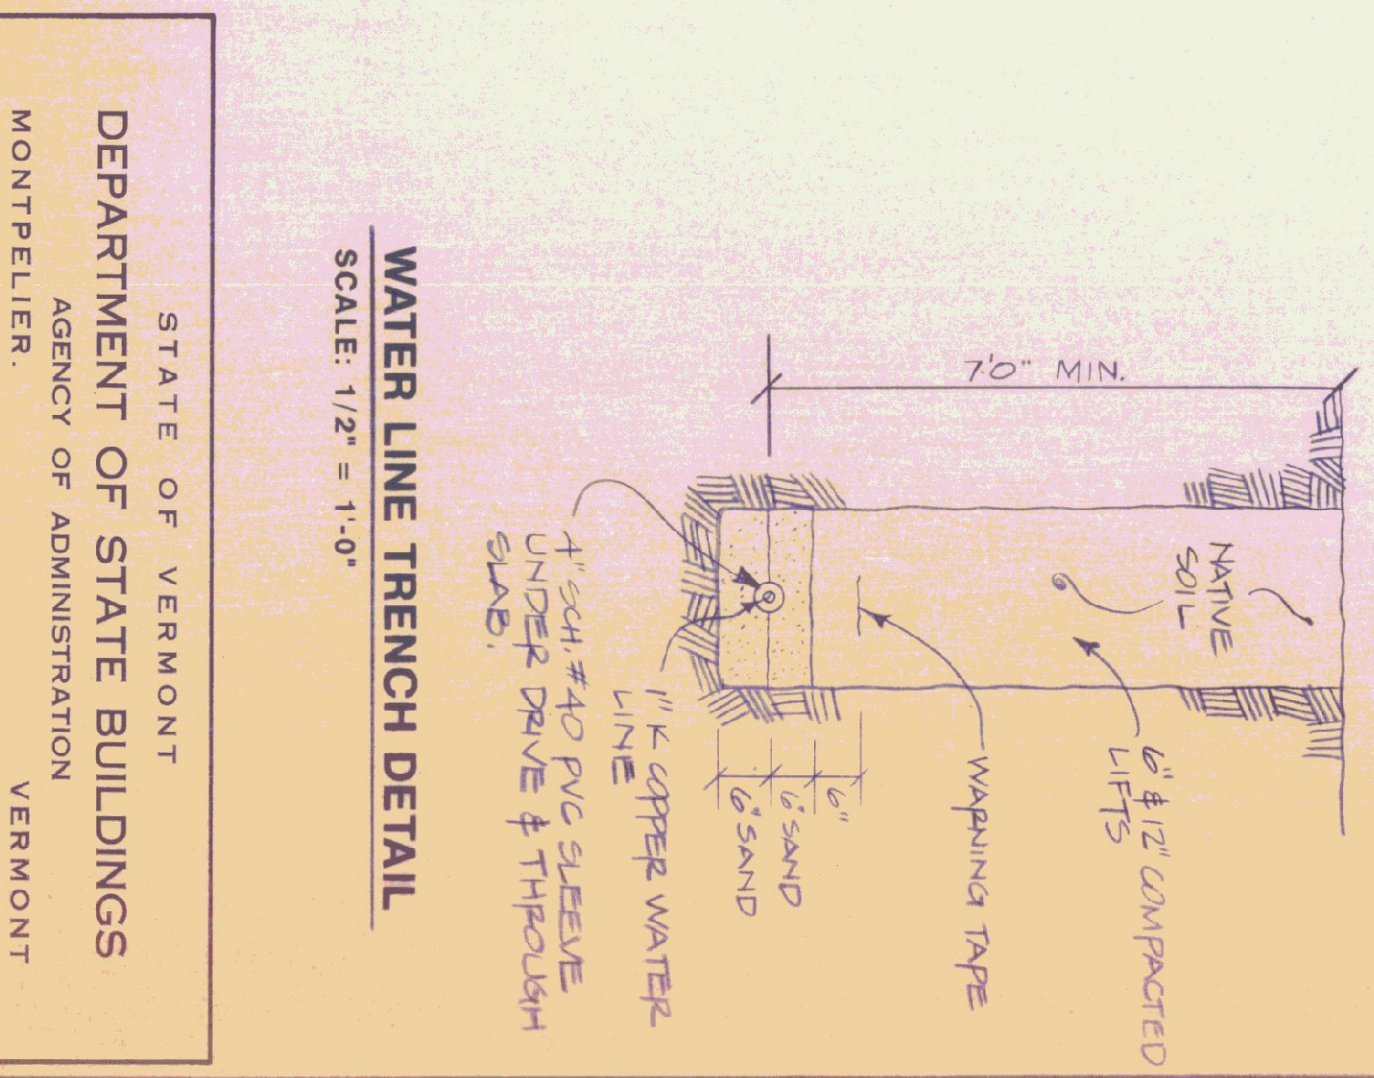 7'0" MIN.
NATIVE
SOIL
6" & 12" COMPACTED
LIFTS
WARNING TAPE
6"
6" SAND
6" SAND
1" K COPPER WATER
LINE
4" SCH. #40 PVC SLEEVE
UNDER DRIVE & THROUGH
SLAB.
WATER LINE TRENCH DETAIL
SCALE: 1/2" = 1'-0"
STATE OF VERMONT
DEPARTMENT OF STATE BUILDINGS
AGENCY OF ADMINISTRATION
MONTPELIER. VERMONT